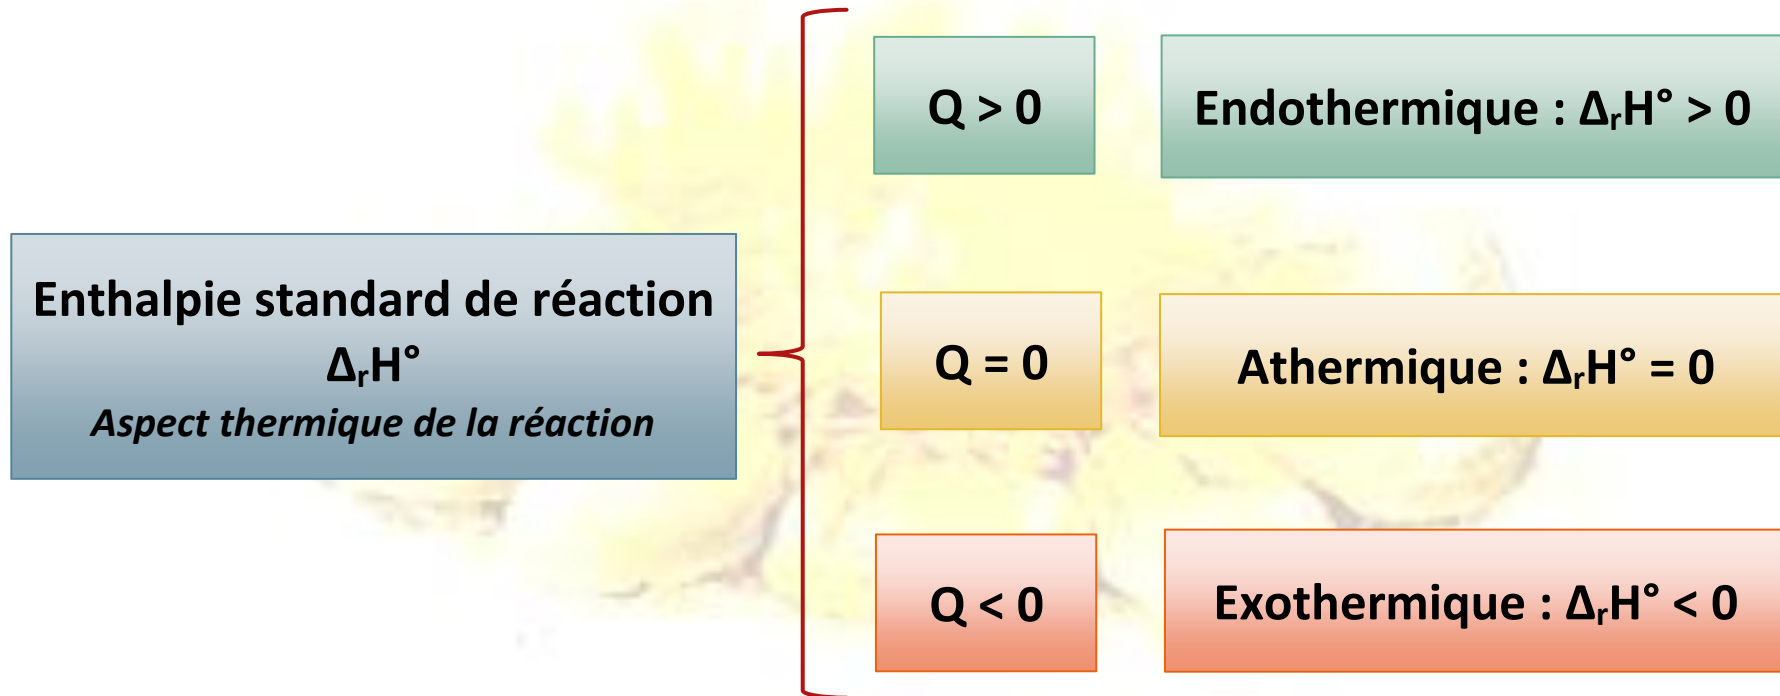 Enthalpie standard de réaction
ΔᵣH°
Aspect thermique de la réaction
Q > 0
Endothermique : ΔᵣH° > 0
Q = 0
Athermique : ΔᵣH° = 0
Q < 0
Exothermique : ΔᵣH° < 0